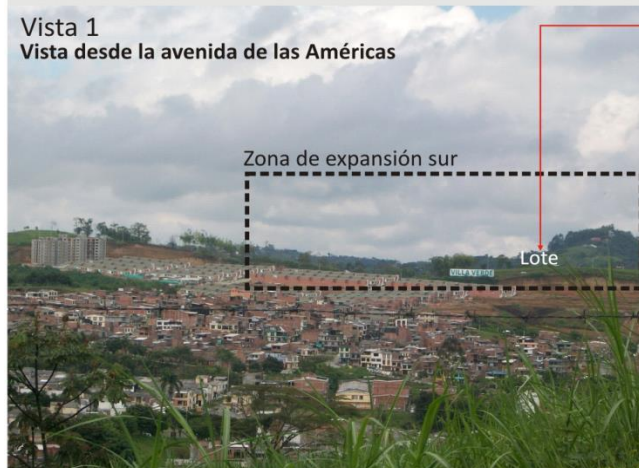 Vista 1
Vista desde la avenida de las Américas
Zona de expansión sur
Lote
VILLA VERDE